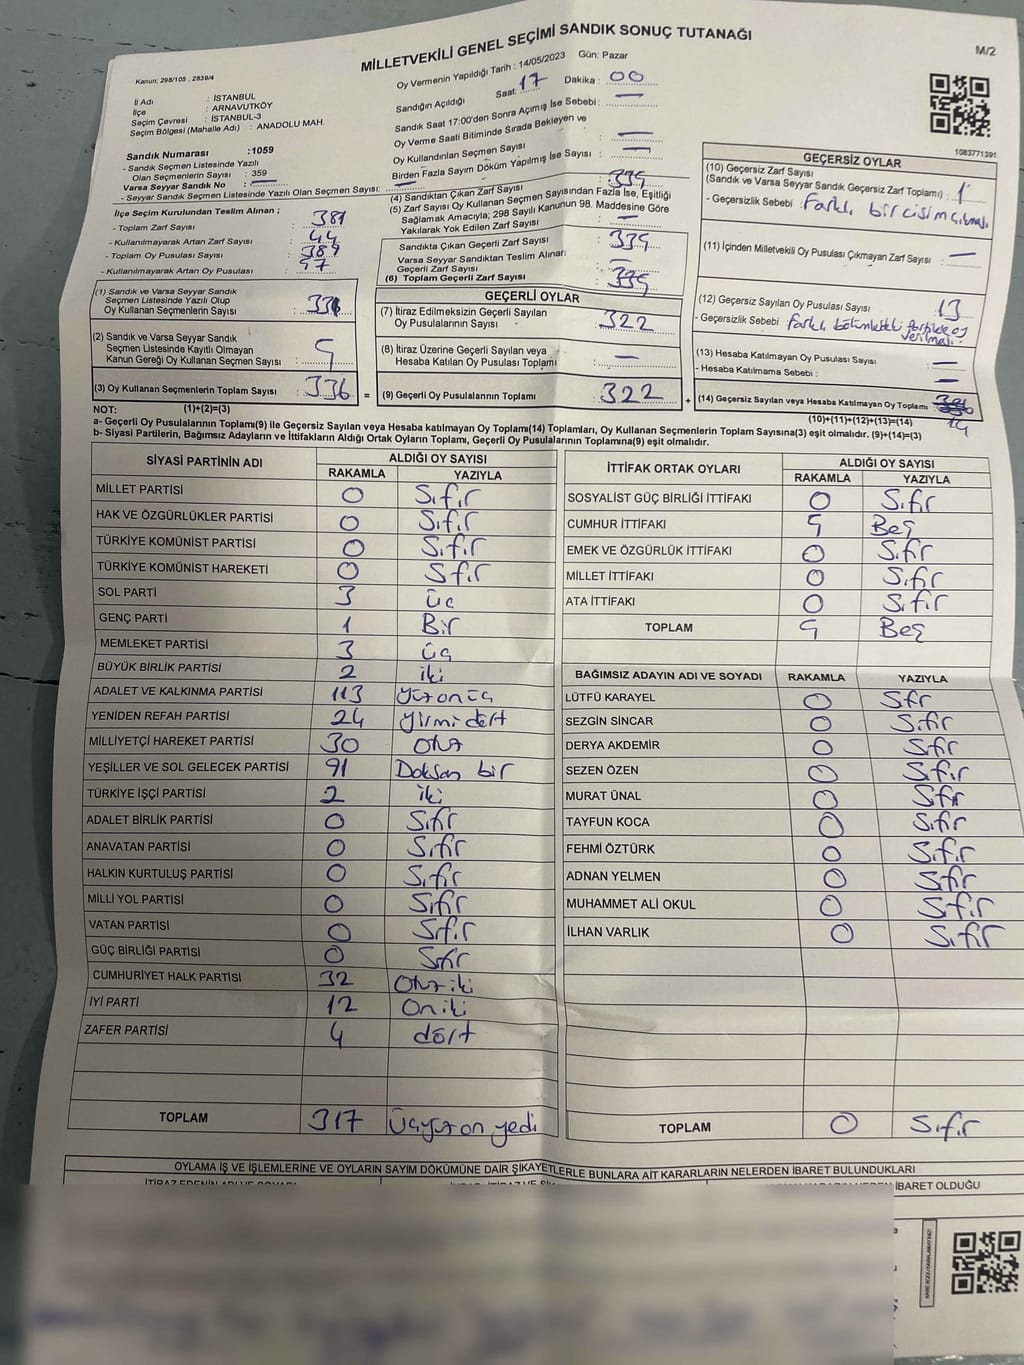 MİLLETVEKİLİ GENEL SEÇİMİ SANDIK SONUÇ TUTANAĞI
M/2
Kanun: 298/105 , 2839/4
Oy Vermenin Yapıldığı Tarih : 14/05/2023 Gün: Pazar
İl Adı : İSTANBUL
İlçe : ARNAVUTKÖY
Seçim Çevresi : İSTANBUL-3
Seçim Bölgesi (Mahalle Adı) : ANADOLU MAH.
Sandık Numarası :1059
- Sandık Seçmen Listesinde Yazılı
Olan Seçmenlerin Sayısı : 359
Varsa Seyyar Sandık No : —
- Seyyar Sandık Seçmen Listesinde Yazılı Olan Seçmen Sayısı: —
Sandığın Açıldığı Saat: 17 Dakika : 00
Sandık Saat 17:00'den Sonra Açılmış İse Sebebi: —
Oy Verme Saati Bitiminde Sırada Bekleyen ve
Oy Kullandırılan Seçmen Sayısı : —
Birden Fazla Sayım Döküm Yapılmış İse Sayısı : —
İlçe Seçim Kurulundan Teslim Alınan ;
- Toplam Zarf Sayısı : 381
- Kullanılmayarak Artan Zarf Sayısı : 44
- Toplam Oy Pusulası Sayısı :
- Kullanılmayarak Artan Oy Pusulası :
(4) Sandıktan Çıkan Zarf Sayısı : 339
(5) Zarf Sayısı Oy Kullanan Seçmen Sayısından Fazla İse, Eşitliği
Sağlamak Amacıyla; 298 Sayılı Kanunun 98. Maddesine Göre
Yakılarak Yok Edilen Zarf Sayısı : —
Sandıkta Çıkan Geçerli Zarf Sayısı : 339
Varsa Seyyar Sandıktan Teslim Alınan
Geçerli Zarf Sayısı : —
(6) Toplam Geçerli Zarf Sayısı : 339
1083771391
GEÇERSİZ OYLAR
(10) Geçersiz Zarf Sayısı
(Sandık ve Varsa Seyyar Sandık Geçersiz Zarf Toplamı) : 1
- Geçersizlik Sebebi : Farklı bir cisim
(11) İçinden Milletvekili Oy Pusulası Çıkmayan Zarf Sayısı : —
(12) Geçersiz Sayılan Oy Pusulası Sayısı : 13
- Geçersizlik Sebebi : Farklı
(13) Hesaba Katılmayan Oy Pusulası Sayısı : —
- Hesaba Katılmama Sebebi : —
(14) Geçersiz Sayılan veya Hesaba Katılmayan Oy Toplamı : 14
(10)+(11)+(12)+(13)=(14)
(1) Sandık ve Varsa Seyyar Sandık
Seçmen Listesinde Yazılı Olup
Oy Kullanan Seçmenlerin Sayısı :
(2) Sandık ve Varsa Seyyar Sandık
Seçmen Listesinde Kayıtlı Olmayan
Kanun Gereği Oy Kullanan Seçmen Sayısı : 5
(3) Oy Kullanan Seçmenlerin Toplam Sayısı : 336 =
GEÇERLİ OYLAR
(7) İtiraz Edilmeksizin Geçerli Sayılan
Oy Pusulalarının Sayısı : 322
(8) İtiraz Üzerine Geçerli Sayılan veya
Hesaba Katılan Oy Pusulası Toplamı : —
(9) Geçerli Oy Pusulalarının Toplamı : 322 +
NOT: (1)+(2)=(3)
a- Geçerli Oy Pusulalarının Toplamı(9) ile Geçersiz Sayılan veya Hesaba katılmayan Oy Toplam(14) Toplamları, Oy Kullanan Seçmenlerin Toplam Sayısına(3) eşit olmalıdır. (9)+(14)=(3)
b- Siyasi Partilerin, Bağımsız Adayların ve İttifakların Aldığı Ortak Oyların Toplamı, Geçerli Oy Pusulalarının Toplamına(9) eşit olmalıdır.
SİYASİ PARTİNİN ADI ALDIĞI OY SAYISI
RAKAMLA YAZIYLA
MİLLET PARTİSİ 0 Sıfır
HAK VE ÖZGÜRLÜKLER PARTİSİ 0 Sıfır
TÜRKİYE KOMÜNİST PARTİSİ 0 Sıfır
TÜRKİYE KOMÜNİST HAREKETİ 0 Sıfır
SOL PARTİ 3 üç
GENÇ PARTİ 1 Bir
MEMLEKET PARTİSİ 3 üç
BÜYÜK BİRLİK PARTİSİ 2 iki
ADALET VE KALKINMA PARTİSİ 113 yüzonüç
YENİDEN REFAH PARTİSİ 24 yirmi dört
MİLLİYETÇİ HAREKET PARTİSİ 30 otuz
YEŞİLLER VE SOL GELECEK PARTİSİ 91 Doksan bir
TÜRKİYE İŞÇİ PARTİSİ 2 iki
ADALET BİRLİK PARTİSİ 0 Sıfır
ANAVATAN PARTİSİ 0 Sıfır
HALKIN KURTULUŞ PARTİSİ 0 Sıfır
MİLLİ YOL PARTİSİ 0 Sıfır
VATAN PARTİSİ 0 Sıfır
GÜÇ BİRLİĞİ PARTİSİ 0 Sıfır
CUMHURİYET HALK PARTİSİ 32 Otuz iki
İYİ PARTİ 12 Oniki
ZAFER PARTİSİ 4 dört
TOPLAM 317 Üçyüz on yedi
İTTİFAK ORTAK OYLARI ALDIĞI OY SAYISI
RAKAMLA YAZIYLA
SOSYALİST GÜÇ BİRLİĞİ İTTİFAKI 0 Sıfır
CUMHUR İTTİFAKI 5 Beş
EMEK VE ÖZGÜRLÜK İTTİFAKI 0 Sıfır
MİLLET İTTİFAKI 0 Sıfır
ATA İTTİFAKI 0 Sıfır
TOPLAM 5 Beş
BAĞIMSIZ ADAYIN ADI VE SOYADI RAKAMLA YAZIYLA
LÜTFÜ KARAYEL 0 Sıfır
SEZGİN SİNCAR 0 Sıfır
DERYA AKDEMİR 0 Sıfır
SEZEN ÖZEN 0 Sıfır
MURAT ÜNAL 0 Sıfır
TAYFUN KOCA 0 Sıfır
FEHMİ ÖZTÜRK 0 Sıfır
ADNAN YELMEN 0 Sıfır
MUHAMMET ALİ OKUL 0 Sıfır
İLHAN VARLIK 0 Sıfır
TOPLAM 0 Sıfır
OYLAMA İŞ VE İŞLEMLERİNE VE OYLARIN SAYIM DÖKÜMÜNE DAİR ŞİKAYETLERLE BUNLARA AİT KARARLARIN NELERDEN İBARET BULUNDUKLARI
İBARET OLDUĞU